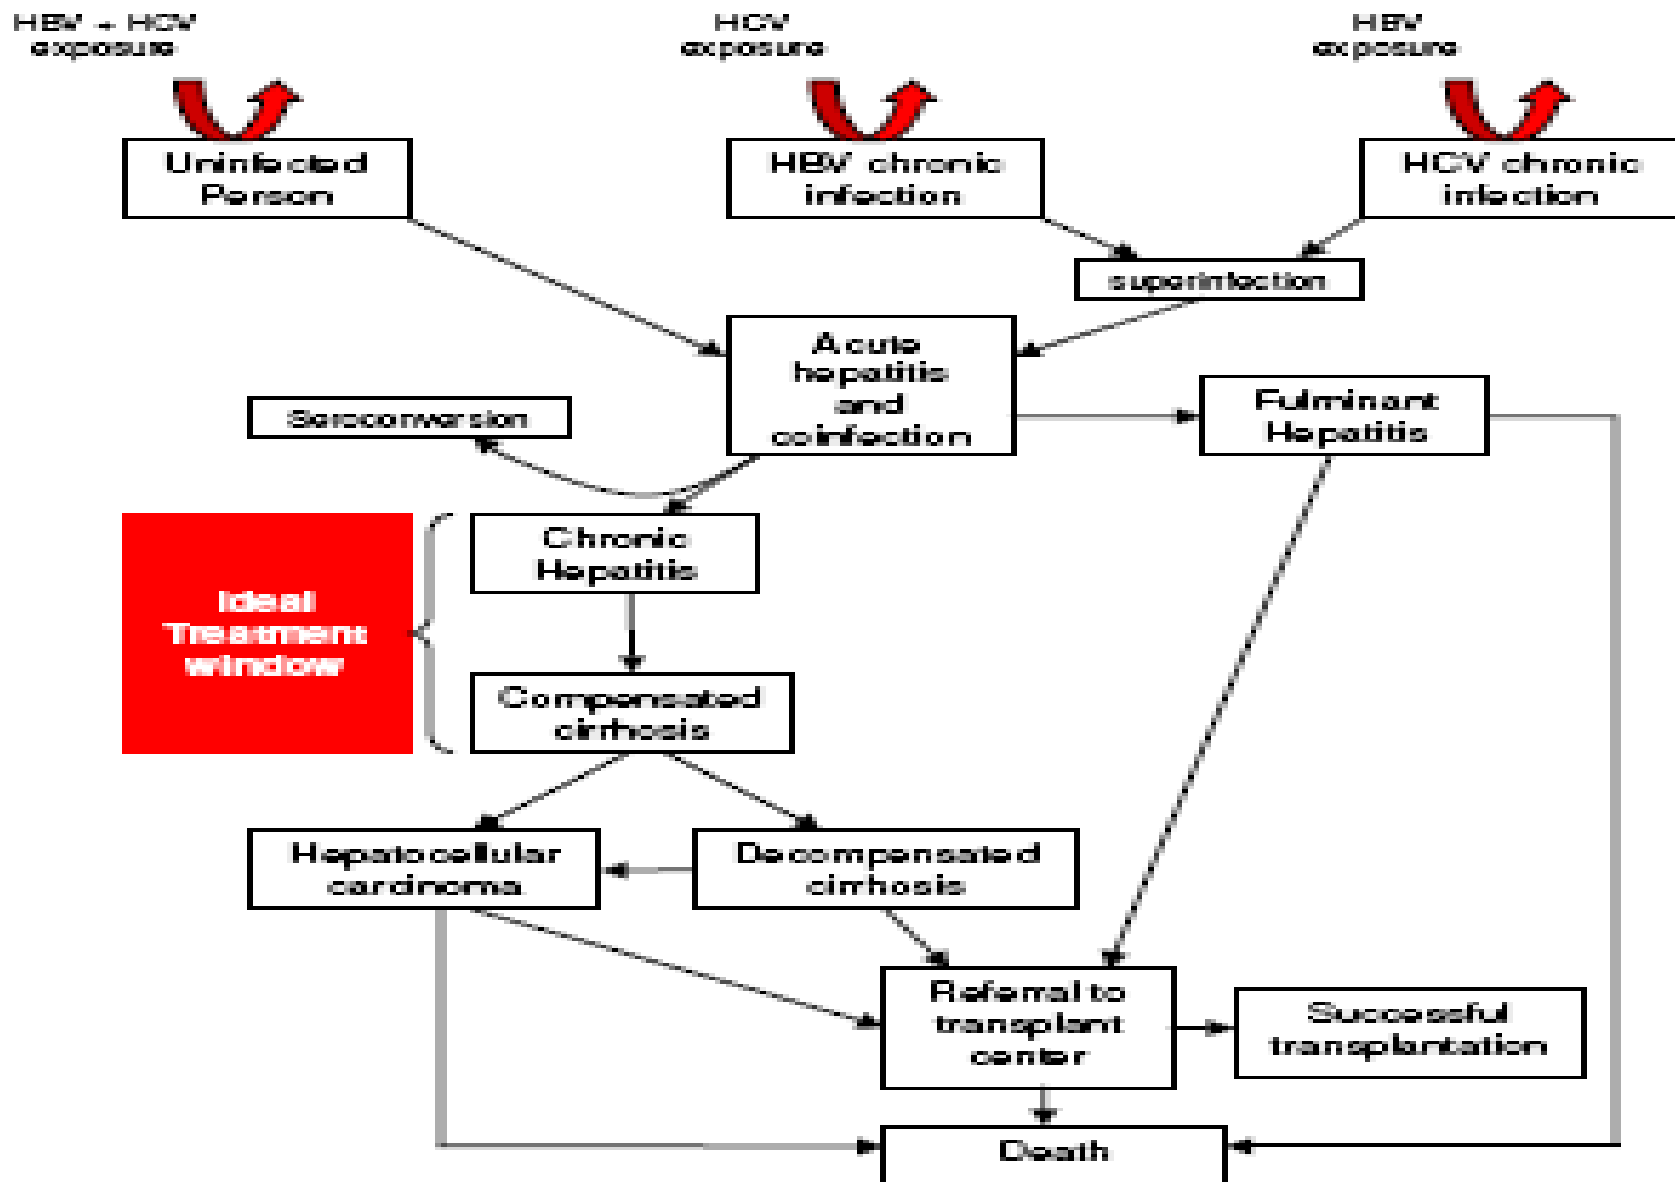 HBV + HCV
exposure
HCV
exposure
HBV
exposure
Uninfected
Person
HBV chronic
infection
HCV chronic
infection
superinfection
Acute
hepatitis
and
coinfection
Fulminant
Hepatitis
Seroconversion
Ideal
Treatment
window
Chronic
Hepatitis
Compensated
cirrhosis
Hepatocellular
carcinoma
Decompensated
cirrhosis
Referral to
transplant
center
Successful
transplantation
Death